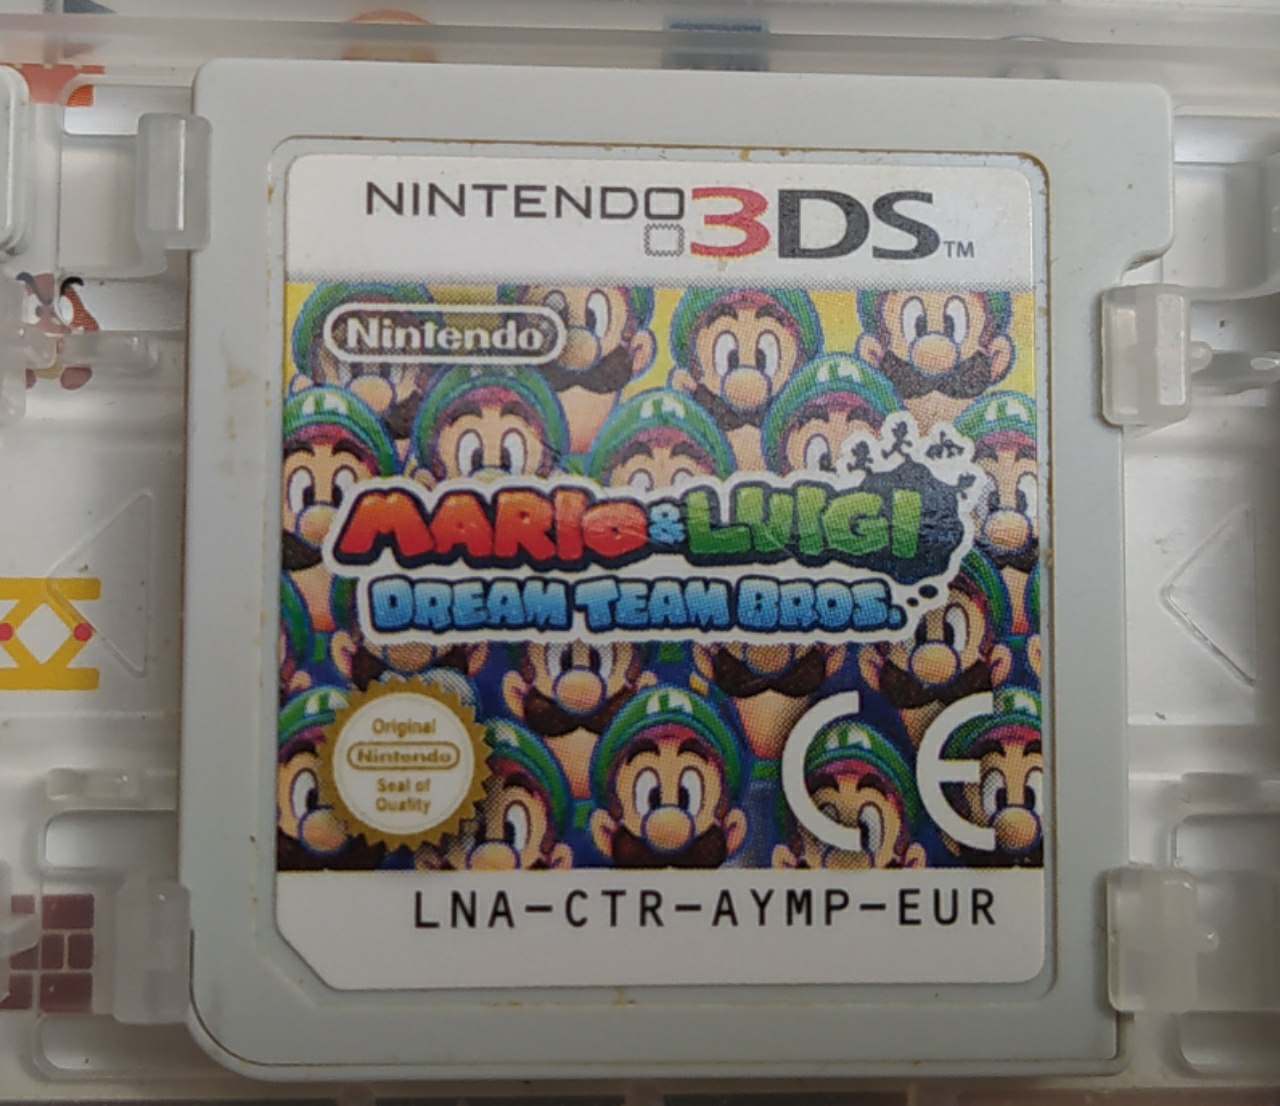 NINTENDO 3DS™
Nintendo®
MARIO & LUIGI
DREAM TEAM BROS.
Original
Nintendo
Seal of
Quality
CE
LNA-CTR-AYMP-EUR